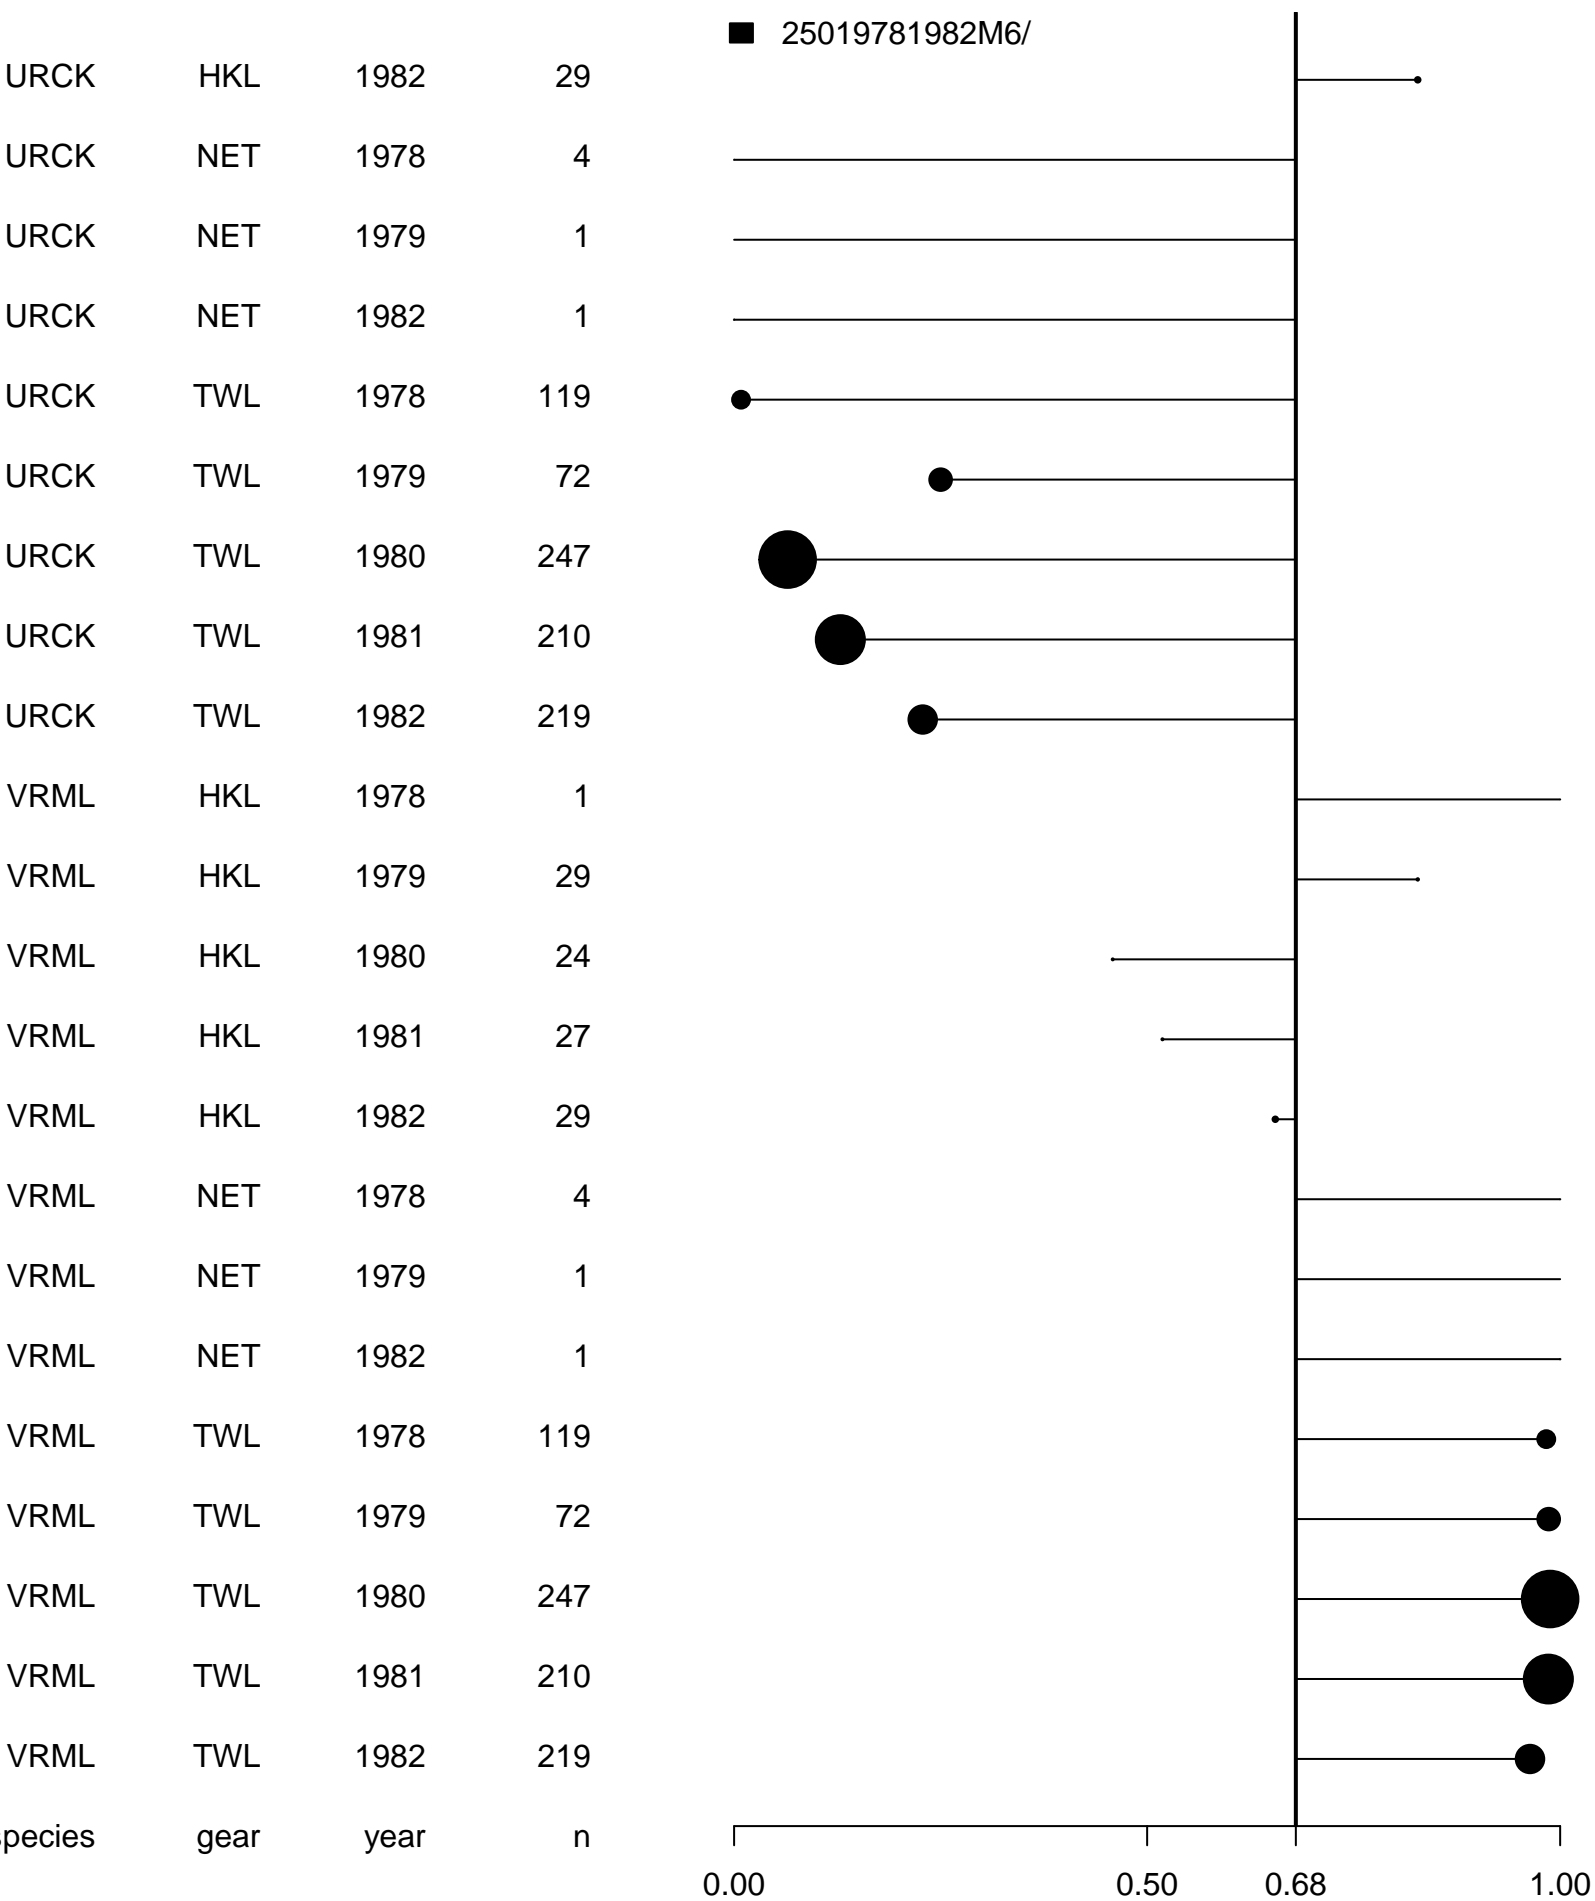 25019781982M6/
URCK HKL 1982 29
URCK NET 1978 4
URCK NET 1979 1
URCK NET 1982 1
URCK TWL 1978 119
URCK TWL 1979 72
URCK TWL 1980 247
URCK TWL 1981 210
URCK TWL 1982 219
VRML HKL 1978 1
VRML HKL 1979 29
VRML HKL 1980 24
VRML HKL 1981 27
VRML HKL 1982 29
VRML NET 1978 4
VRML NET 1979 1
VRML NET 1982 1
VRML TWL 1978 119
VRML TWL 1979 72
VRML TWL 1980 247
VRML TWL 1981 210
VRML TWL 1982 219
pecies gear year n
0.00 0.50 0.68 1.00